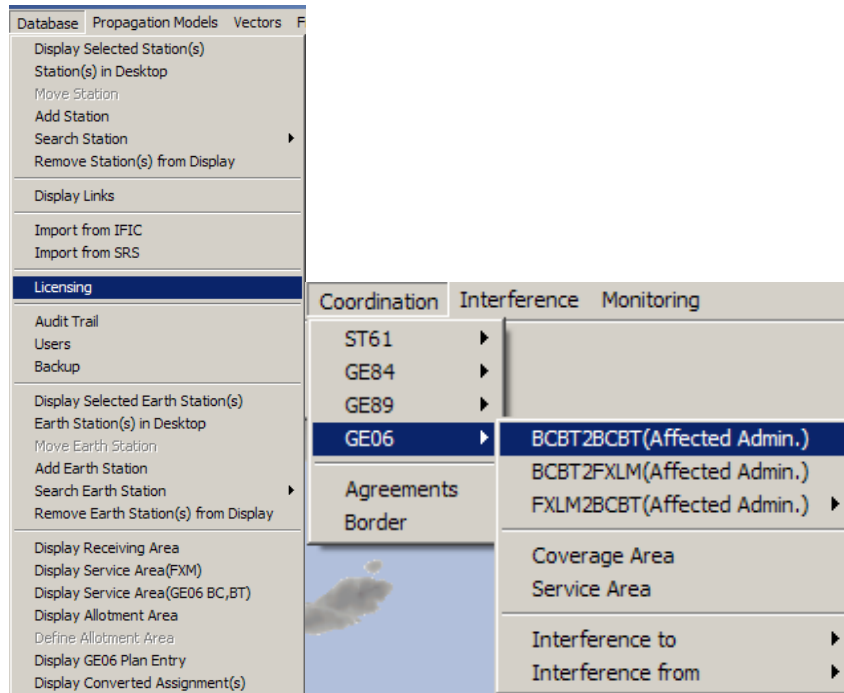 Database Propagation Models Vectors F
Display Selected Station(s)
Station(s) in Desktop
Move Station
Add Station
Search Station
Remove Station(s) from Display
Display Links
Import from IFIC
Import from SRS
Licensing
Audit Trail
Users
Backup
Display Selected Earth Station(s)
Earth Station(s) in Desktop
Move Earth Station
Add Earth Station
Search Earth Station
Remove Earth Station(s) from Display
Display Receiving Area
Display Service Area(FXM)
Display Service Area(GE06 BC,BT)
Display Allotment Area
Define Allotment Area
Display GE06 Plan Entry
Display Converted Assignment(s)
Coordination Interference Monitoring
ST61
GE84
GE89
GE06
Agreements
Border
BCBT2BCBT(Affected Admin.)
BCBT2FXLM(Affected Admin.)
FXLM2BCBT(Affected Admin.)
Coverage Area
Service Area
Interference to
Interference from